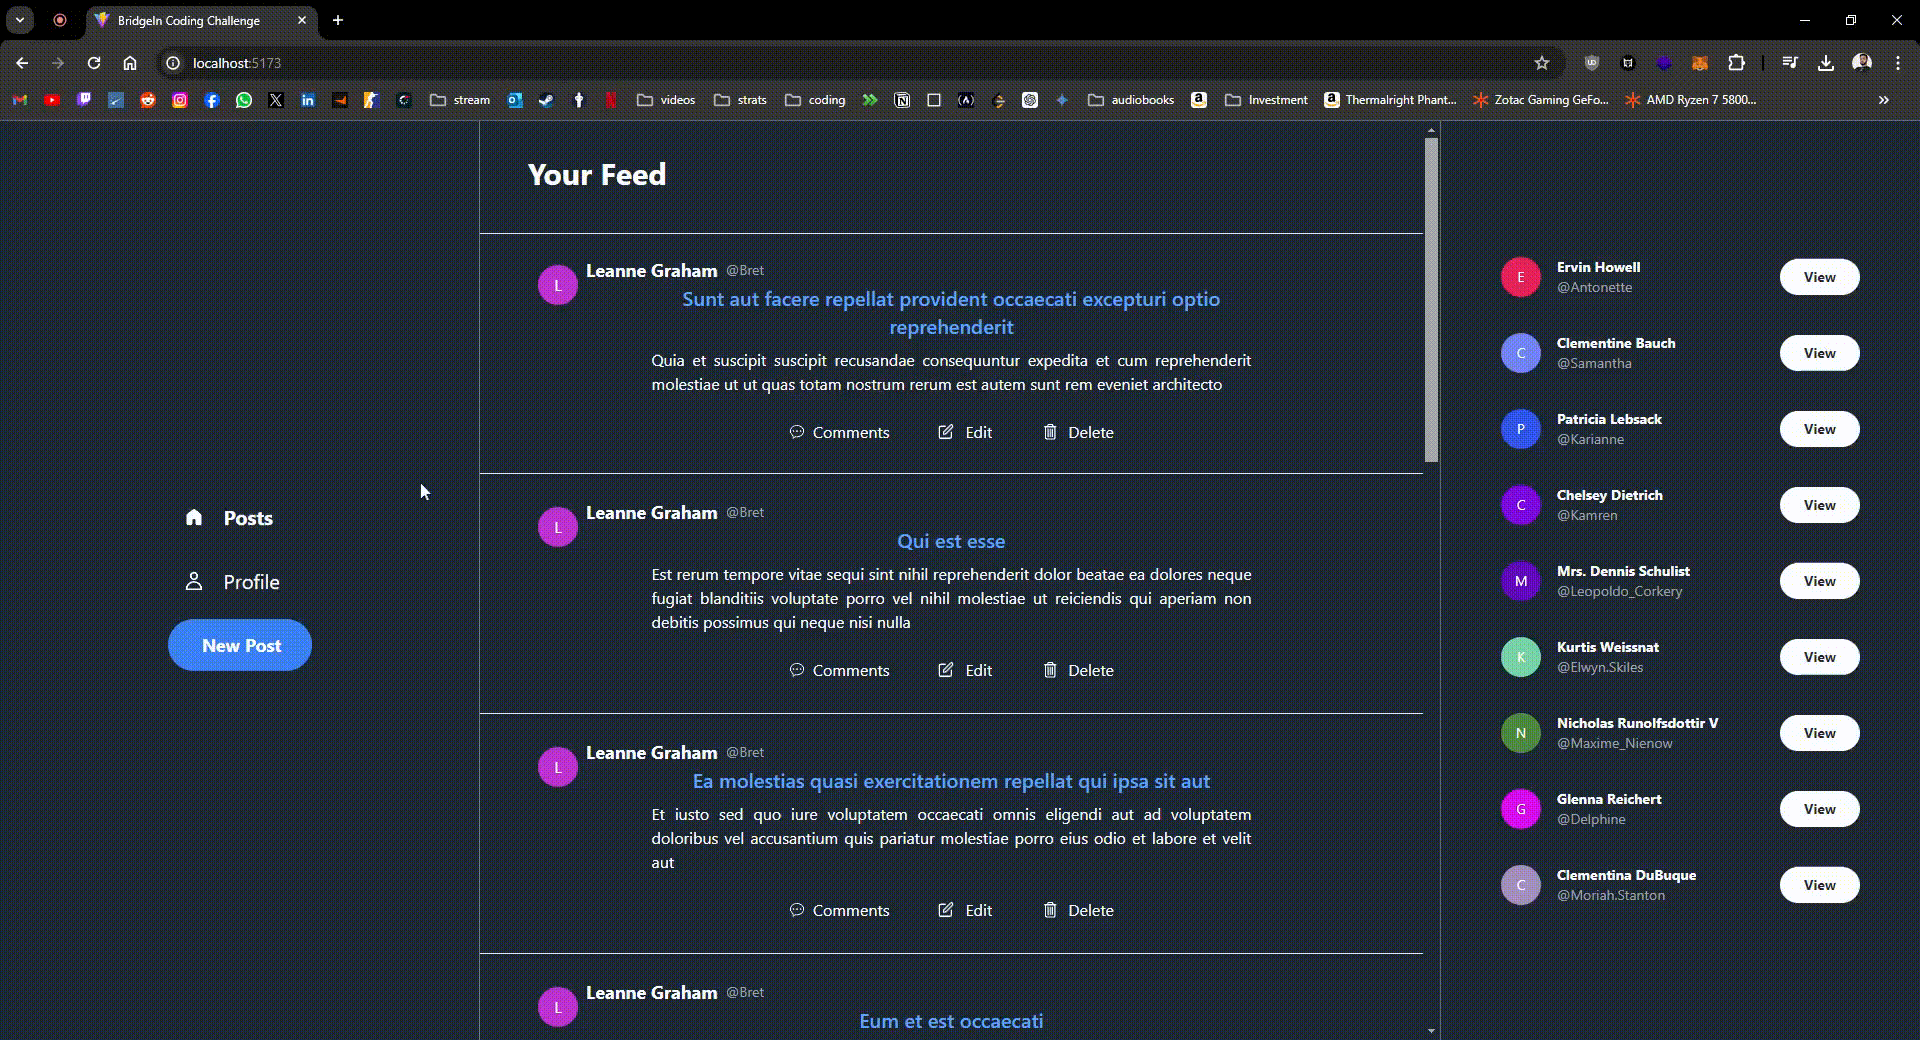 BridgeIn Coding Challenge
localhost:5173
stream
videos
strats
coding
audiobooks
Investment
Thermalright Phant...
Zotac Gaming GeFo...
AMD Ryzen 7 5800...
Your Feed
L
Leanne Graham @Bret
Sunt aut facere repellat provident occaecati excepturi optio
reprehenderit
Quia et suscipit suscipit recusandae consequuntur expedita et cum reprehenderit
molestiae ut ut quas totam nostrum rerum est autem sunt rem eveniet architecto
Comments Edit Delete
L
Leanne Graham @Bret
Qui est esse
Est rerum tempore vitae sequi sint nihil reprehenderit dolor beatae ea dolores neque
fugiat blanditiis voluptate porro vel nihil molestiae ut reiciendis qui aperiam non
debitis possimus qui neque nisi nulla
Comments Edit Delete
L
Leanne Graham @Bret
Ea molestias quasi exercitationem repellat qui ipsa sit aut
Et iusto sed quo iure voluptatem occaecati omnis eligendi aut ad voluptatem
doloribus vel accusantium quis pariatur molestiae porro eius odio et labore et velit
aut
Comments Edit Delete
L
Leanne Graham @Bret
Eum et est occaecati
Posts
Profile
New Post
E
Ervin Howell
@Antonette
View
C
Clementine Bauch
@Samantha
View
P
Patricia Lebsack
@Karianne
View
C
Chelsey Dietrich
@Kamren
View
M
Mrs. Dennis Schulist
@Leopoldo_Corkery
View
K
Kurtis Weissnat
@Elwyn.Skiles
View
N
Nicholas Runolfsdottir V
@Maxime_Nienow
View
G
Glenna Reichert
@Delphine
View
C
Clementina DuBuque
@Moriah.Stanton
View